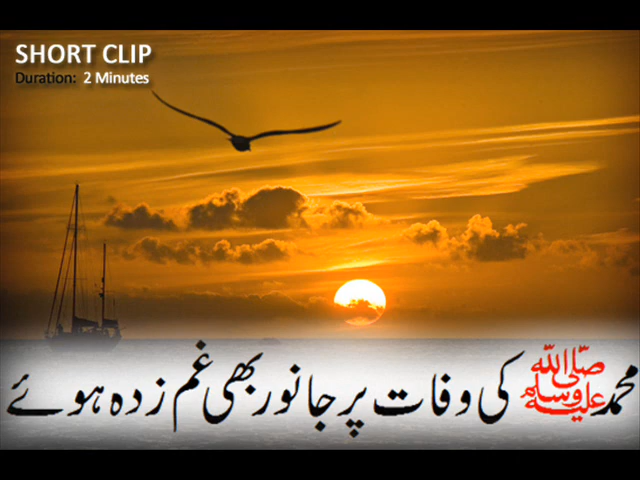 SHORT CLIP
Duration: 2 Minutes
محمد صلی اللہ علیہ وسلم کی وفات پر جانور بھی غم زدہ ہوئے